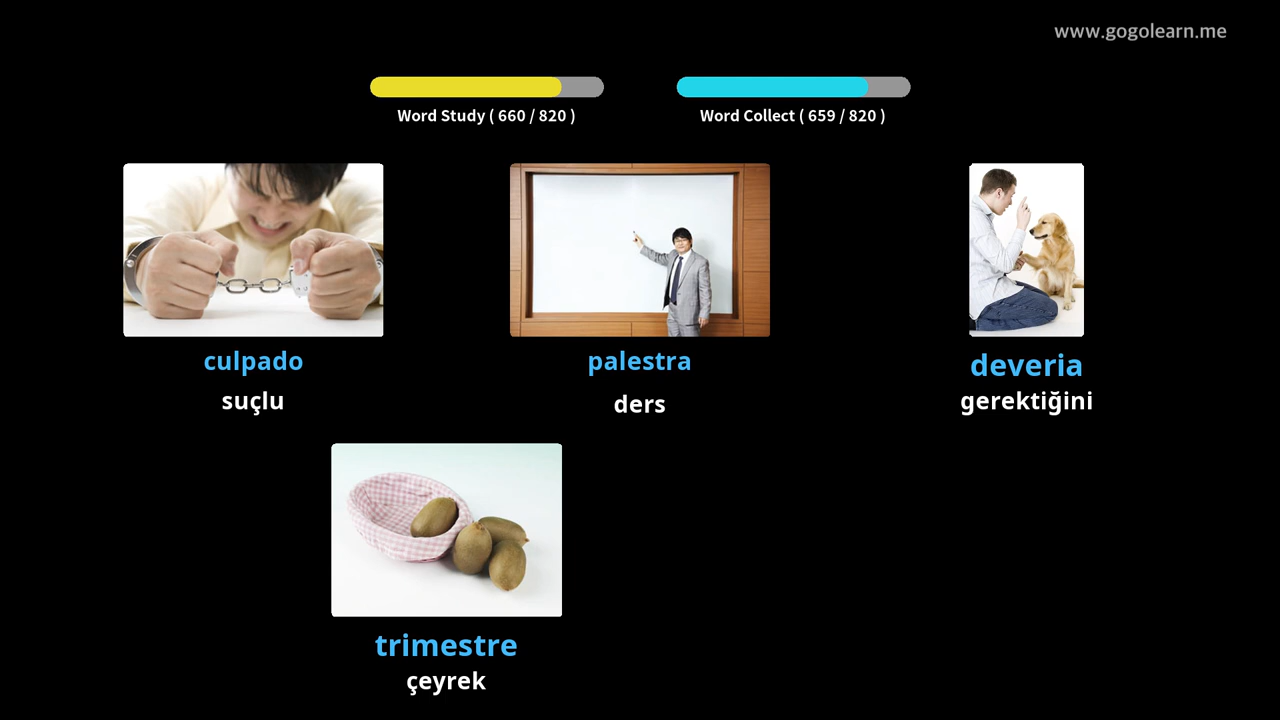 www.gogolearn.me
Word Study ( 660 / 820 )
Word Collect ( 659 / 820 )
culpado
suçlu
palestra
ders
deveria
gerektiğini
trimestre
çeyrek